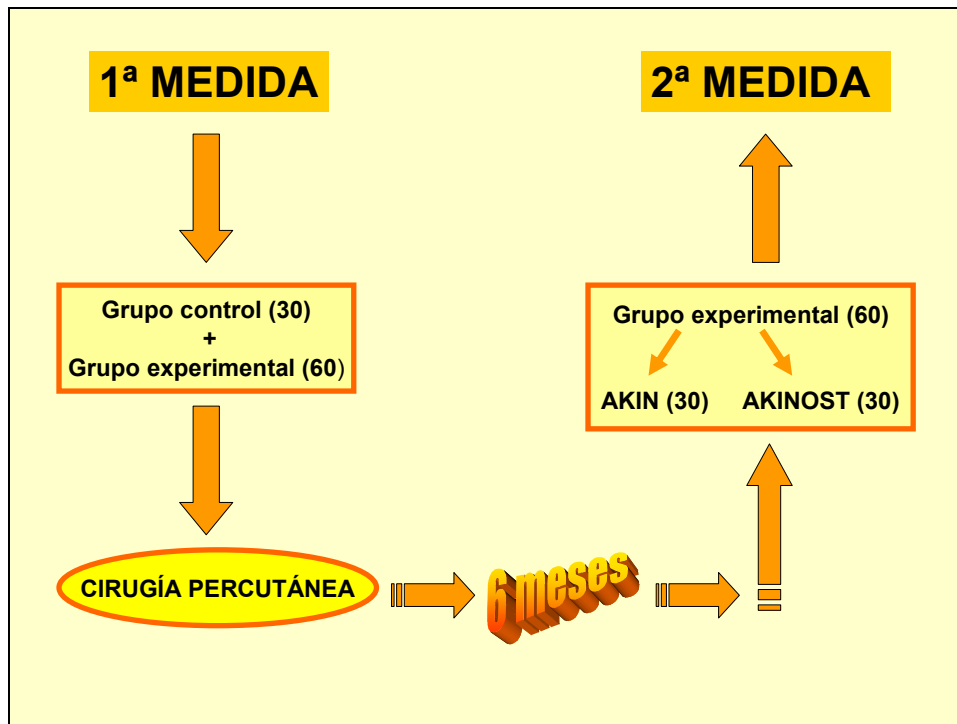 1ª MEDIDA
Grupo control (30)
+
Grupo experimental (60)
CIRUGÍA PERCUTÁNEA
6 meses
2ª MEDIDA
Grupo experimental (60)
AKIN (30)
AKINOST (30)